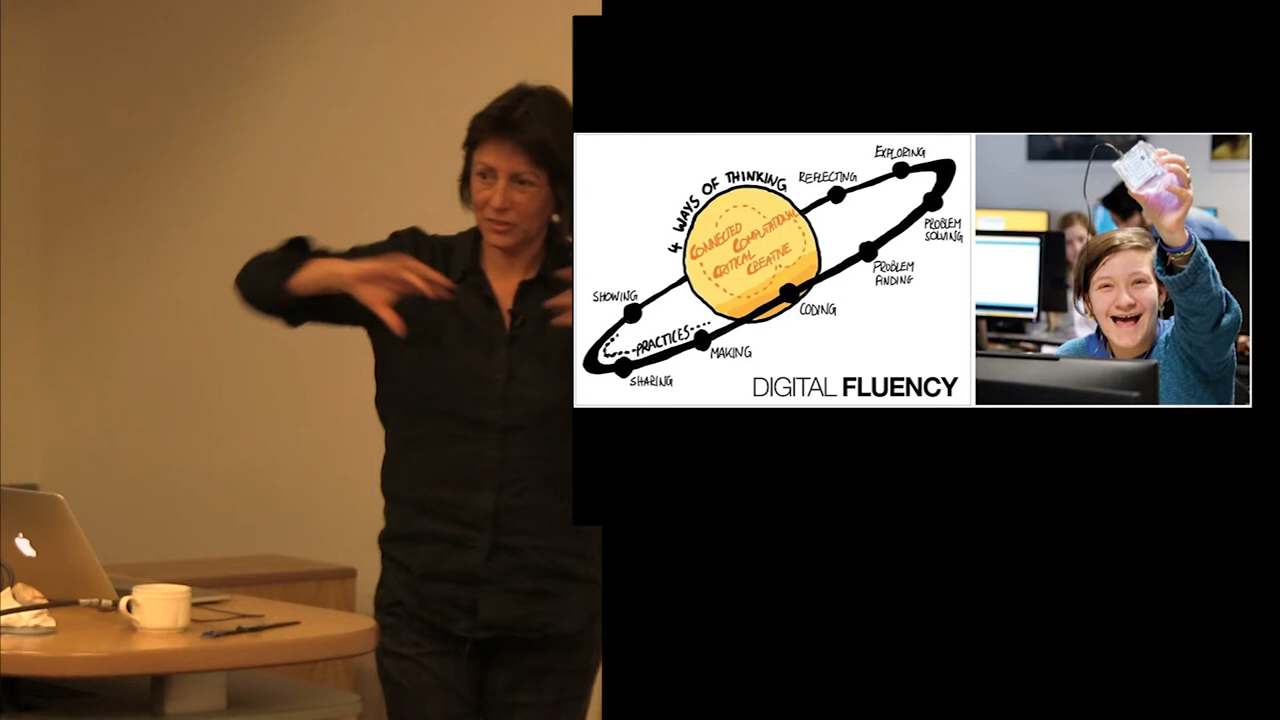 4 WAYS OF THINKING
CONNECTED
COMPUTATIONAL
CRITICAL
CREATIVE
EXPLORING
REFLECTING
PROBLEM
SOLVING
PROBLEM
FINDING
CODING
SHOWING
PRACTICES
MAKING
SHARING
DIGITAL FLUENCY